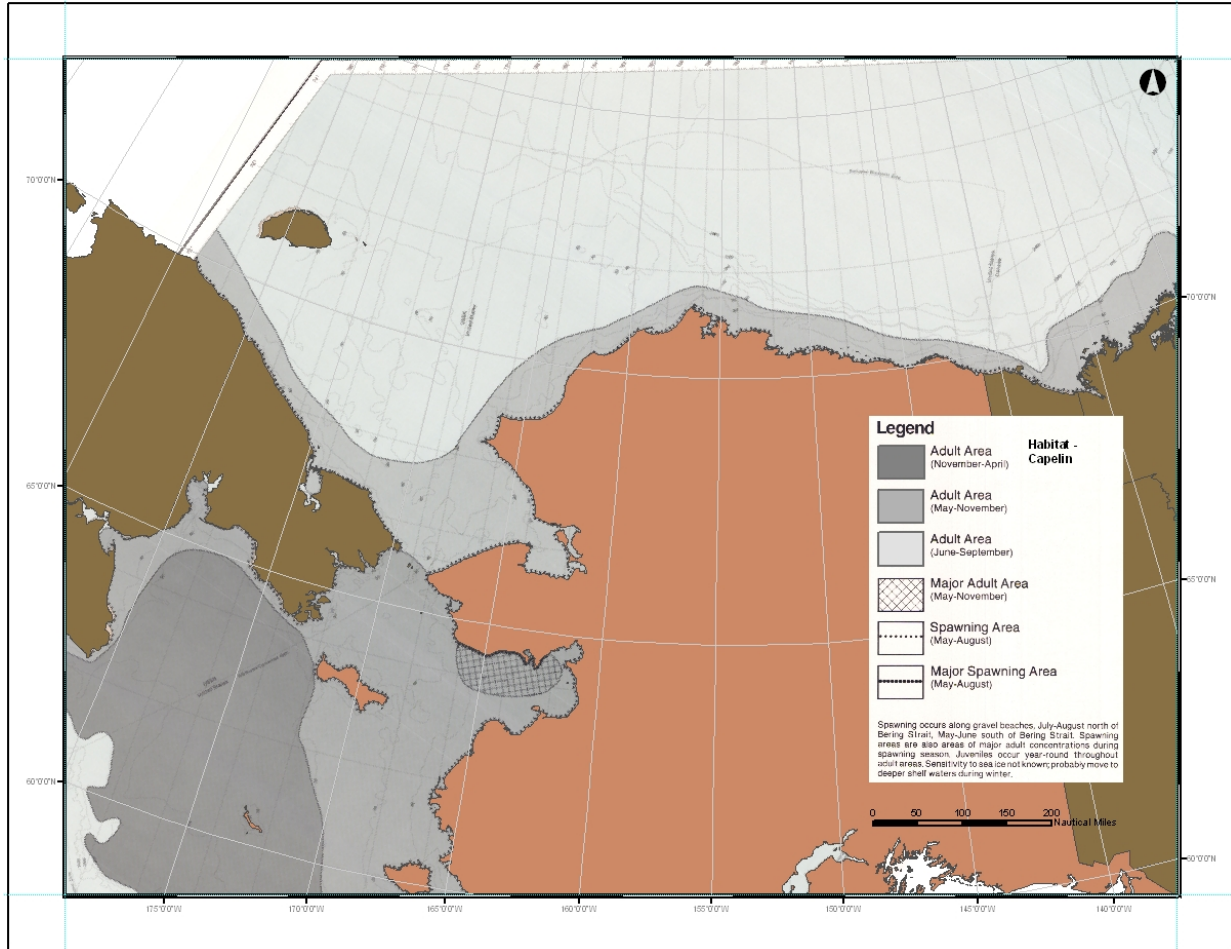 70°0'0"N
65°0'0"N
60°0'0"N
70°0'0"N
65°0'0"N
60°0'0"N
Legend
Habitat -
Capelin
Adult Area
(November-April)
Adult Area
(May-November)
Adult Area
(June-September)
Major Adult Area
(May-November)
Spawning Area
(May-August)
Major Spawning Area
(May-August)
Spawning occurs along gravel beaches, July-August north of
Bering Strait, May-June south of Bering Strait. Spawning
areas are also areas of major adult concentrations during
spawning season. Juveniles occur year-round throughout
adult areas. Sensitivity to sea ice not known; probably move to
deeper shelf waters during winter.
0 50 100 150 200
Nautical Miles
175°0'0"W 170°0'0"W 165°0'0"W 160°0'0"W 155°0'0"W 150°0'0"W 145°0'0"W 140°0'0"W